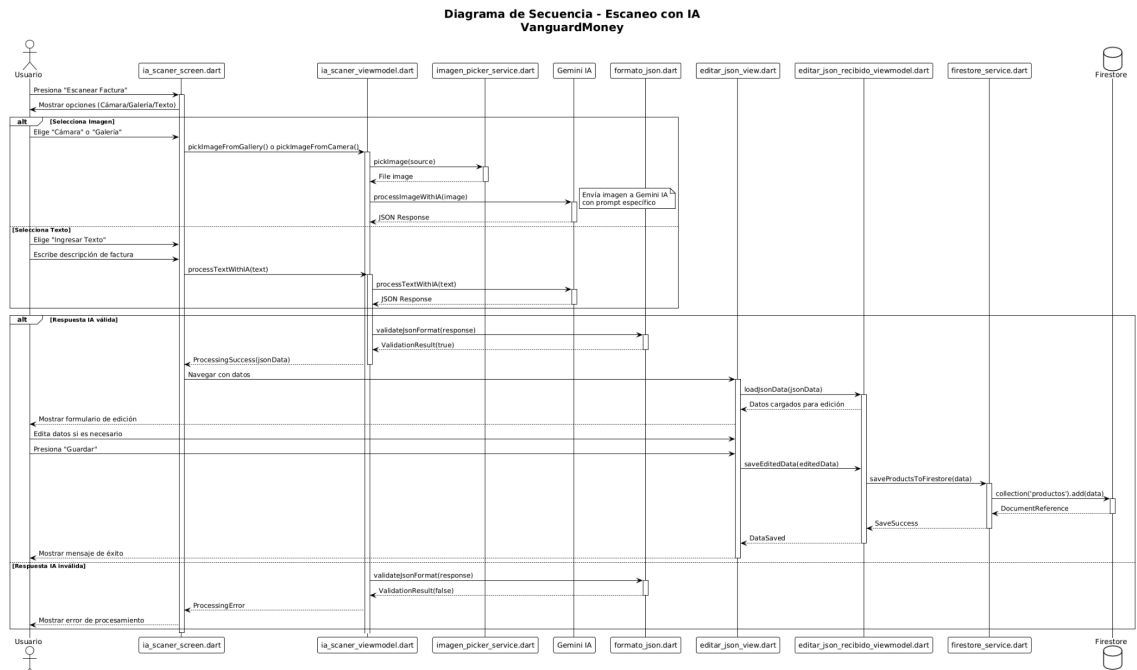 Diagrama de Secuencia - Escaneo con IA
VanguardMoney
Usuario
ia_scaner_screen.dart
ia_scaner_viewmodel.dart
imagen_picker_service.dart
Gemini IA
formato_json.dart
editar_json_view.dart
editar_json_recibido_viewmodel.dart
firestore_service.dart
Firestore
Presiona "Escanear Factura"
Mostrar opciones (Cámara/Galería/Texto)
alt [Selecciona Imagen]
Elige "Cámara" o "Galería"
pickImageFromGallery() o pickImageFromCamera()
pickImage(source)
File image
processImageWithIA(image)
Envía imagen a Gemini IA
con prompt específico
JSON Response
[Selecciona Texto]
Elige "Ingresar Texto"
Escribe descripción de factura
processTextWithIA(text)
processTextWithIA(text)
JSON Response
alt [Respuesta IA válida]
validateJsonFormat(response)
ValidationResult(true)
ProcessingSuccess(jsonData)
Navegar con datos
loadJsonData(jsonData)
Datos cargados para edición
Mostrar formulario de edición
Edita datos si es necesario
Presiona "Guardar"
saveEditedData(editedData)
saveProductsToFirestore(data)
collection('productos').add(data)
DocumentReference
SaveSuccess
DataSaved
Mostrar mensaje de éxito
[Respuesta IA inválida]
validateJsonFormat(response)
ValidationResult(false)
ProcessingError
Mostrar error de procesamiento
Usuario
ia_scaner_screen.dart
ia_scaner_viewmodel.dart
imagen_picker_service.dart
Gemini IA
formato_json.dart
editar_json_view.dart
editar_json_recibido_viewmodel.dart
firestore_service.dart
Firestore